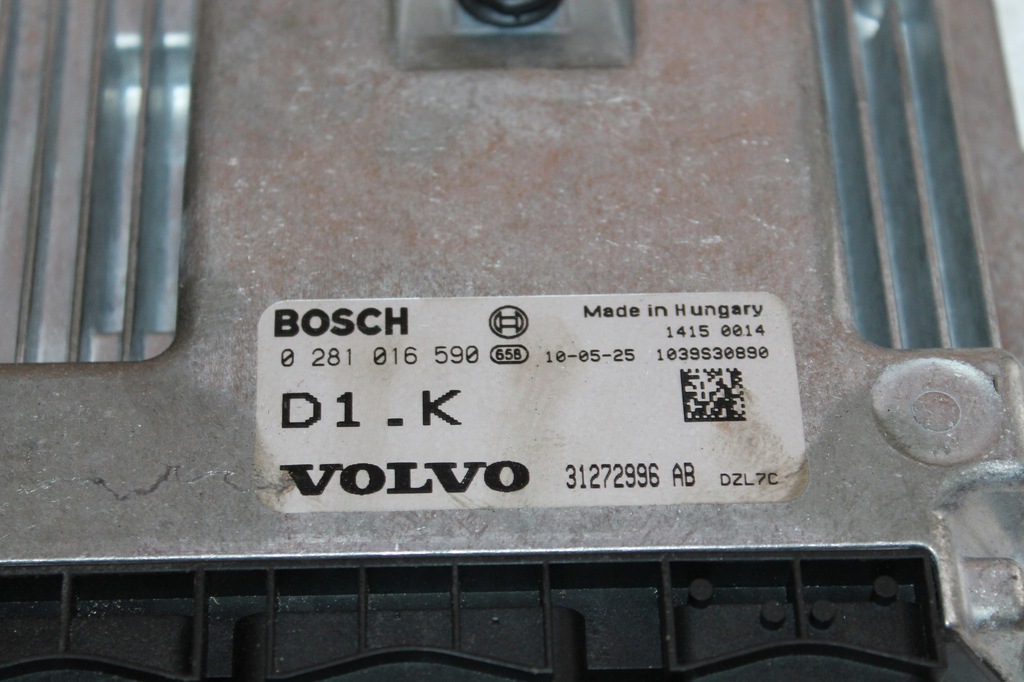 BOSCH Made in Hungary
1415 0014
0 281 016 590 658 10-05-25 1039S30890
D1.K
VOLVO 31272996 AB DZL7C